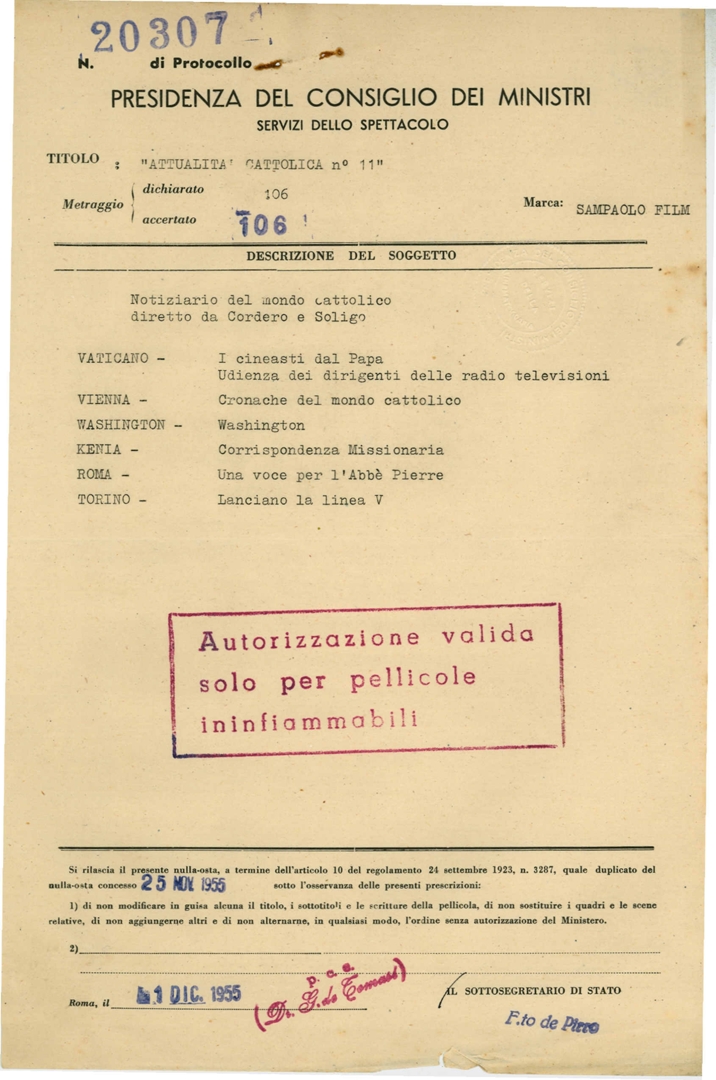 20307
N. di Protocollo
PRESIDENZA DEL CONSIGLIO DEI MINISTRI
SERVIZI DELLO SPETTACOLO
TITOLO : "ATTUALITA' CATTOLICA nº 11"
Metraggio
dichiarato 106
accertato 106
Marca: SAMPAOLO FILM
DESCRIZIONE DEL SOGGETTO
Notiziario del mondo cattolico
diretto da Cordero e Soligo
VATICANO - I cineasti dal Papa
Udienza dei dirigenti delle radio televisioni
VIENNA - Cronache del mondo cattolico
WASHINGTON - Washington
KENIA - Corrispondenza Missionaria
ROMA - Una voce per l'Abbè Pierre
TORINO - Lanciano la linea V
Autorizzazione valida
solo per pellicole
ininfiammabili
Si rilascia il presente nulla-osta, a termine dell'articolo 10 del regolamento 24 settembre 1923, n. 3287, quale duplicato del
nulla-osta concesso 25 NOV. 1955 sotto l'osservanza delle presenti prescrizioni:
1) di non modificare in guisa alcuna il titolo, i sottotitoli e le scritture della pellicola, di non sostituire i quadri e le scene
relative, di non aggiungerne altri e di non alternarne, in qualsiasi modo, l'ordine senza autorizzazione del Ministero.
2)
Roma, il 1 DIC. 1955
p. c. c.
(Dr. G. de Tomasi)
IL SOTTOSEGRETARIO DI STATO
F.to de Pirro